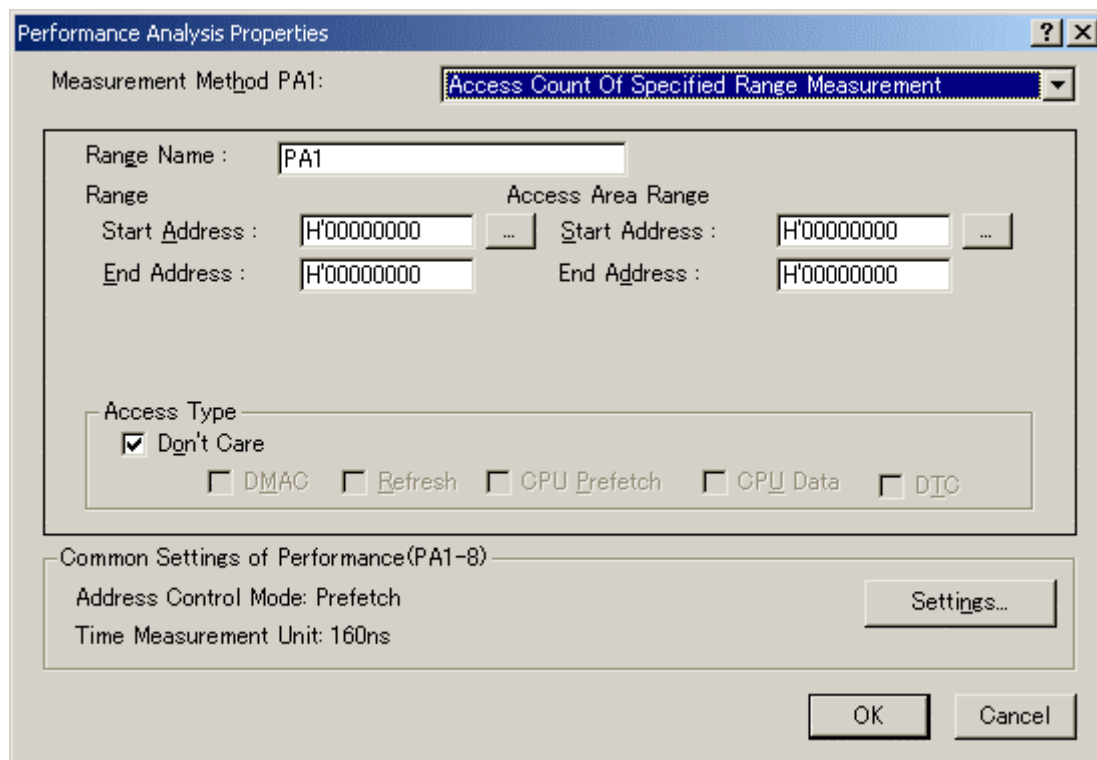 Performance Analysis Properties
Measurement Method PA1: Access Count Of Specified Range Measurement
Range Name : PA1
Range Access Area Range
Start Address : H'00000000 ... Start Address : H'00000000 ...
End Address : H'00000000 End Address : H'00000000
Access Type
Don't Care
DMAC Refresh CPU Prefetch CPU Data DTC
Common Settings of Performance(PA1-8)
Address Control Mode: Prefetch
Settings...
Time Measurement Unit: 160ns
OK Cancel